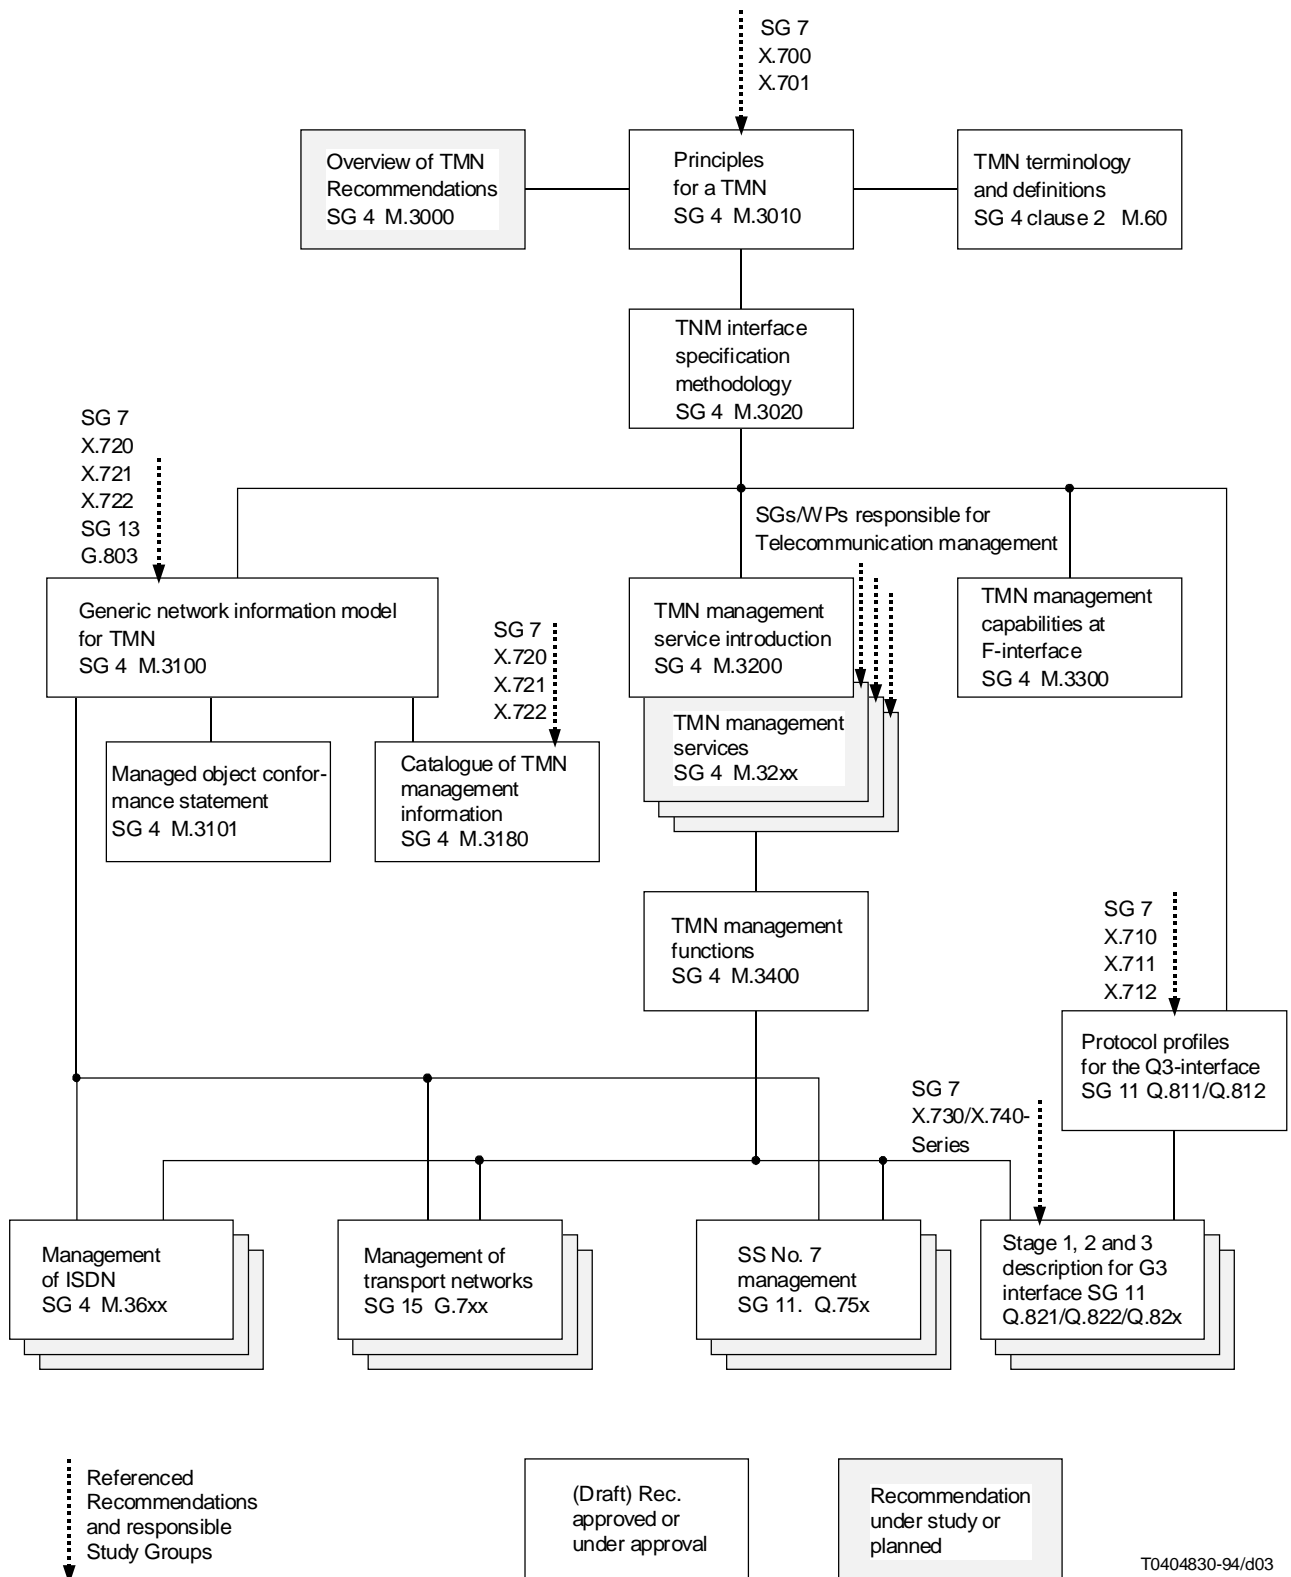 SG 7
X.700
X.701
Overview of TMN
Recommendations
SG 4 M.3000
Principles
for a TMN
SG 4 M.3010
TMN terminology
and definitions
SG 4 clause 2 M.60
TNM interface
specification
methodology
SG 4 M.3020
SG 7
X.720
X.721
X.722
SG 13
G.803
SGs/WPs responsible for
Telecommunication management
Generic network information model
for TMN
SG 4 M.3100
SG 7
X.720
X.721
X.722
TMN management
service introduction
SG 4 M.3200
TMN management
capabilities at
F-interface
SG 4 M.3300
TMN management
services
SG 4 M.32xx
Managed object confor-
mance statement
SG 4 M.3101
Catalogue of TMN
management
information
SG 4 M.3180
TMN management
functions
SG 4 M.3400
SG 7
X.710
X.711
X.712
Protocol profiles
for the Q3-interface
SG 11 Q.811/Q.812
SG 7
X.730/X.740-
Series
Management
of ISDN
SG 4 M.36xx
Management of
transport networks
SG 15 G.7xx
SS No. 7
management
SG 11. Q.75x
Stage 1, 2 and 3
description for G3
interface SG 11
Q.821/Q.822/Q.82x
Referenced
Recommendations
and responsible
Study Groups
(Draft) Rec.
approved or
under approval
Recommendation
under study or
planned
T0404830-94/d03